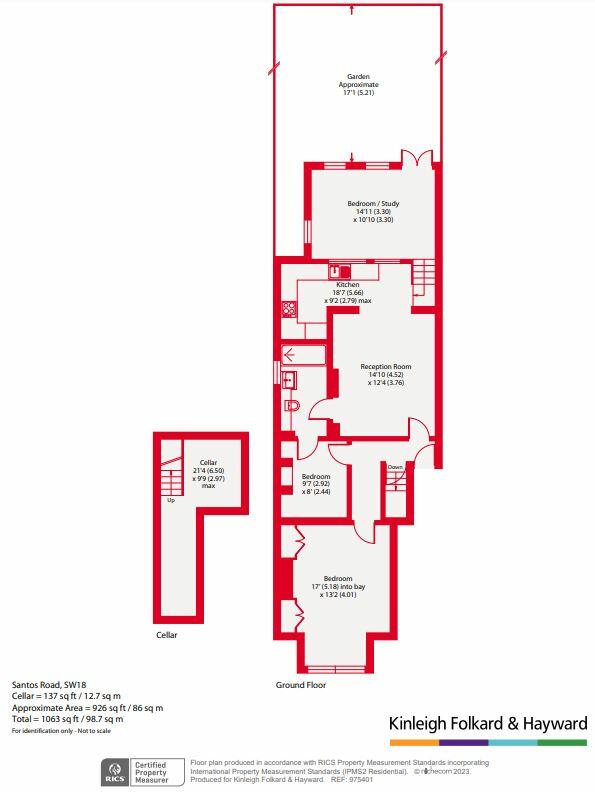 Garden
Approximate
17'1 (5.21)
Bedroom / Study
14'11 (3.30)
x 10'10 (3.30)
Kitchen
18'7 (5.66)
x 9'2 (2.79) max
Reception Room
14'10 (4.52)
x 12'4 (3.76)
Cellar
21'4 (6.50)
x 9'9 (2.97)
max
Up
Bedroom
9'7 (2.92)
x 8' (2.44)
Down
Bedroom
17' (5.18) into bay
x 13'2 (4.01)
Cellar
Ground Floor
Santos Road, SW18
Cellar = 137 sq ft / 12.7 sq m
Approximate Area = 926 sq ft / 86 sq m
Total = 1063 sq ft / 98.7 sq m
For identification only - Not to scale
Kinleigh Folkard & Hayward
RICS
Certified
Property
Measurer
Floor plan produced in accordance with RICS Property Measurement Standards incorporating
International Property Measurement Standards (IPMS2 Residential). © nıchecom 2023.
Produced for Kinleigh Folkard & Hayward. REF: 975401